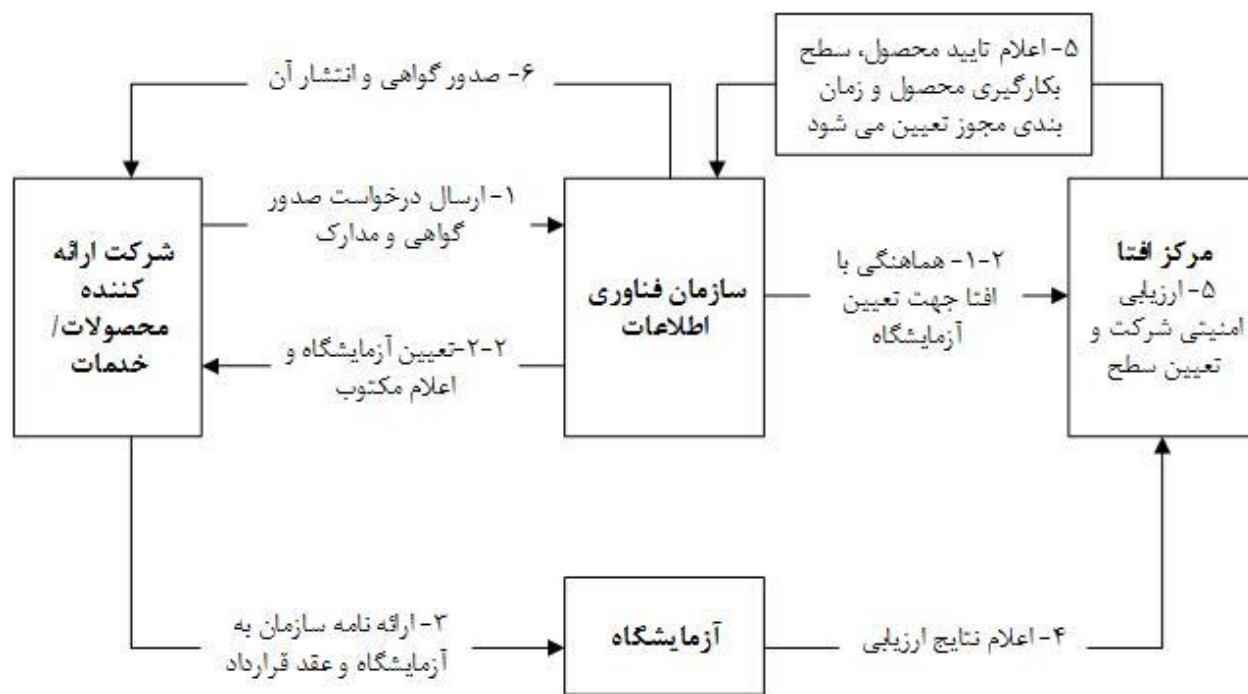 ۵- اعلام تایید محصول، سطح
بکارگیری محصول و زمان
بندی مجوز تعیین می شود
۶- صدور گواهی و انتشار آن
۱- ارسال درخواست صدور
گواهی و مدارک
شرکت ارائه
کننده
محصولات/
خدمات
سازمان فناوری
اطلاعات
۱-۲- هماهنگی با
افتا جهت تعیین
آزمایشگاه
مرکز افتا
۵- ارزیابی
امنیتی شرکت و
تعیین سطح
۲-۲-تعیین آزمایشگاه و
اعلام مکتوب
۳- ارائه نامه سازمان به
آزمایشگاه و عقد قرارداد
آزمایشگاه
۴- اعلام نتایج ارزیابی